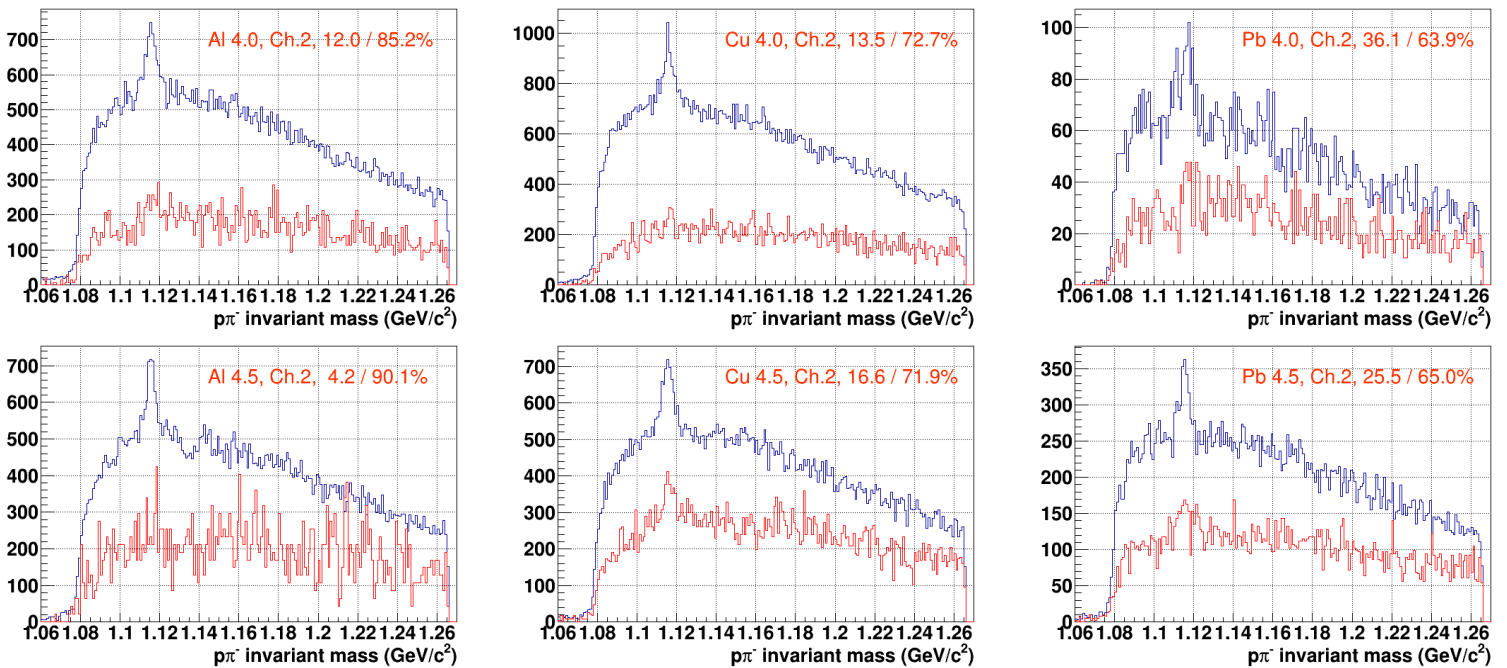 Al 4.0, Ch.2, 12.0 / 85.2%
700
600
500
400
300
200
100
0
1.06 1.08 1.1 1.12 1.14 1.16 1.18 1.2 1.22 1.24 1.26
pπ⁻ invariant mass (GeV/c²)
Cu 4.0, Ch.2, 13.5 / 72.7%
1000
800
600
400
200
0
1.06 1.08 1.1 1.12 1.14 1.16 1.18 1.2 1.22 1.24 1.26
pπ⁻ invariant mass (GeV/c²)
Pb 4.0, Ch.2, 36.1 / 63.9%
100
80
60
40
20
0
1.06 1.08 1.1 1.12 1.14 1.16 1.18 1.2 1.22 1.24 1.26
pπ⁻ invariant mass (GeV/c²)
Al 4.5, Ch.2, 4.2 / 90.1%
700
600
500
400
300
200
100
0
1.06 1.08 1.1 1.12 1.14 1.16 1.18 1.2 1.22 1.24 1.26
pπ⁻ invariant mass (GeV/c²)
Cu 4.5, Ch.2, 16.6 / 71.9%
700
600
500
400
300
200
100
0
1.06 1.08 1.1 1.12 1.14 1.16 1.18 1.2 1.22 1.24 1.26
pπ⁻ invariant mass (GeV/c²)
Pb 4.5, Ch.2, 25.5 / 65.0%
350
300
250
200
150
100
50
0
1.06 1.08 1.1 1.12 1.14 1.16 1.18 1.2 1.22 1.24 1.26
pπ⁻ invariant mass (GeV/c²)